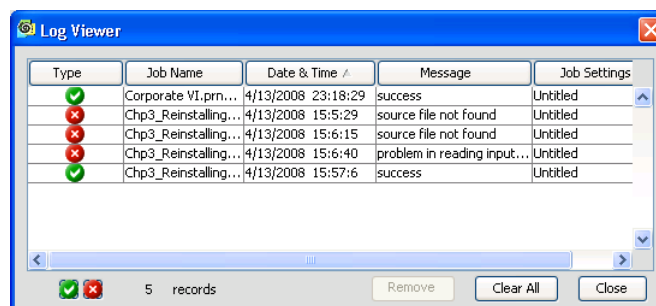 Log Viewer
Type Job Name Date & Time Message Job Settings
Corporate VI.prn... 4/13/2008 23:18:29 success Untitled
Chp3_Reinstalling... 4/13/2008 15:5:29 source file not found Untitled
Chp3_Reinstalling... 4/13/2008 15:6:15 source file not found Untitled
Chp3_Reinstalling... 4/13/2008 15:6:40 problem in reading input... Untitled
Chp3_Reinstalling... 4/13/2008 15:57:6 success Untitled
5 records Remove Clear All Close